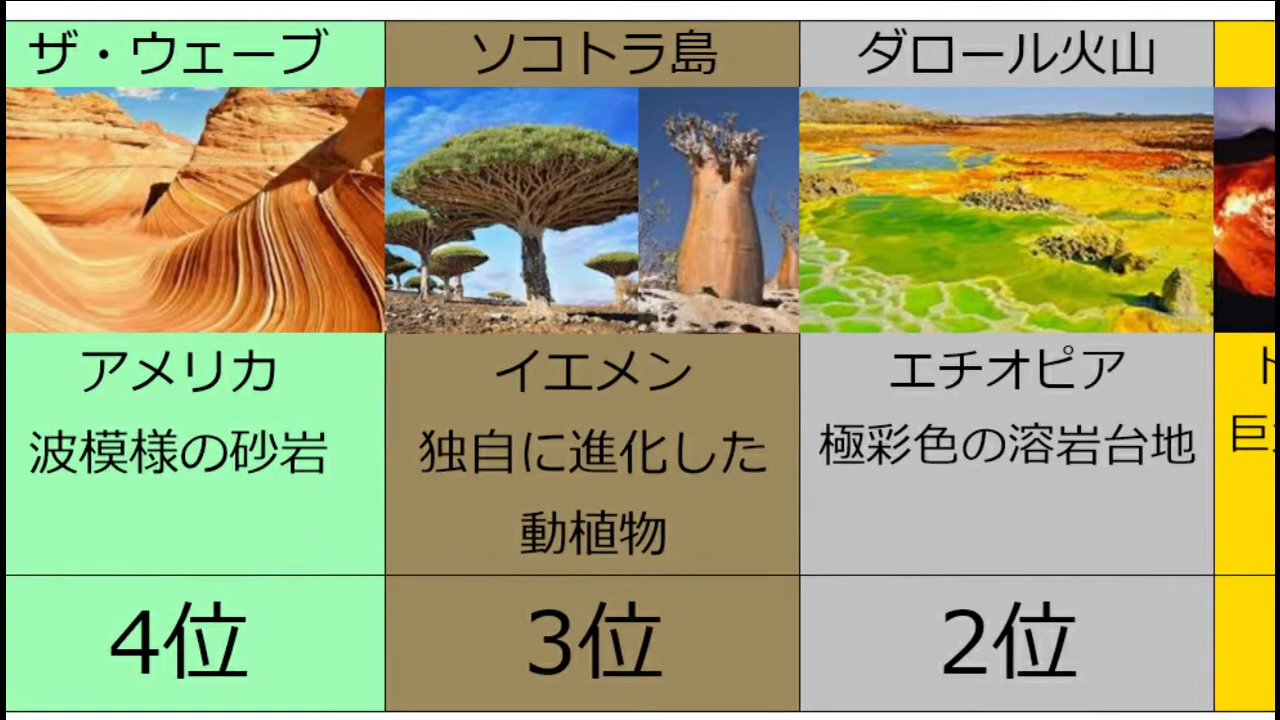 ザ・ウェーブ
ソコトラ島
ダロール火山
アメリカ
波模様の砂岩
イエメン
独自に進化した
動植物
エチオピア
極彩色の溶岩台地
巨
4位
3位
2位